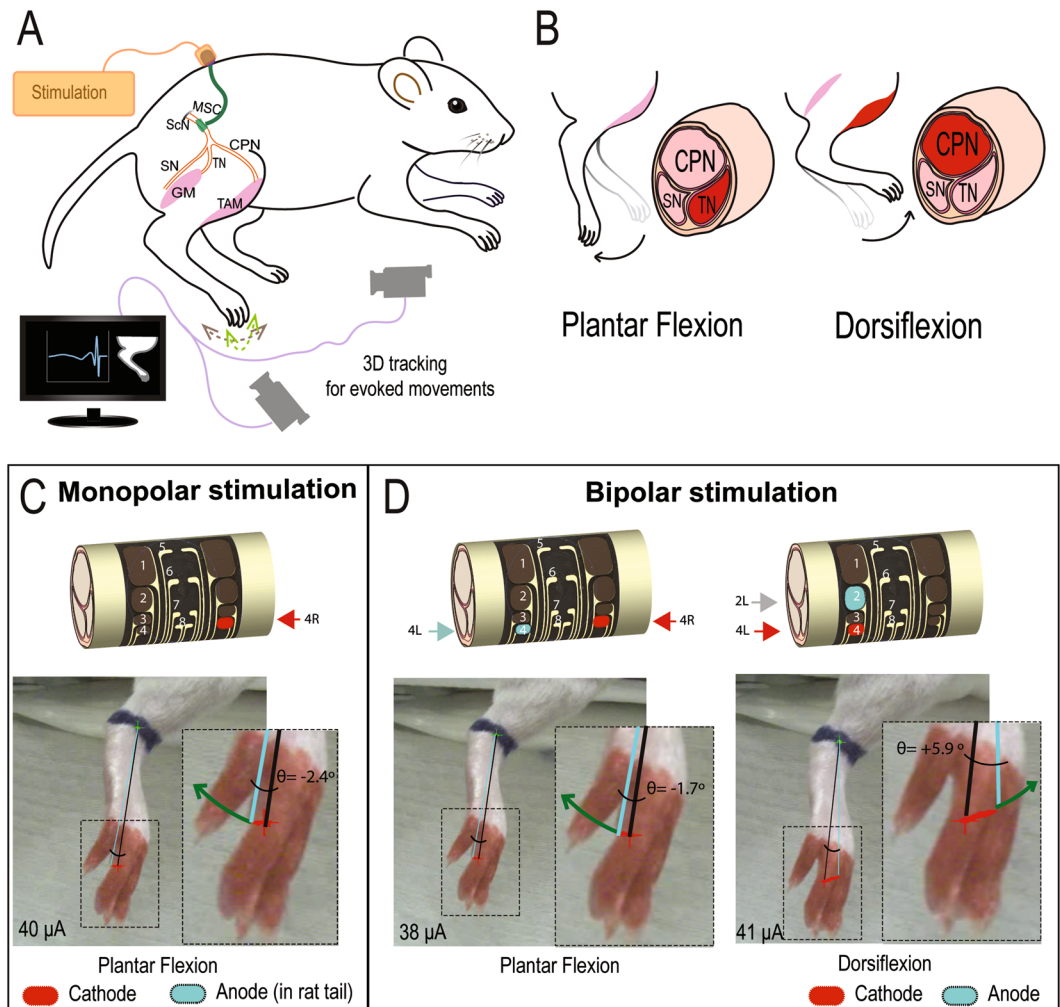 A
Stimulation
MSC
ScN
CPN
SN
TN
GM
TAM
3D tracking
for evoked movements
B
CPN
SN
TN
Plantar Flexion
CPN
SN
TN
Dorsiflexion
C
Monopolar stimulation
1
2
3
4
5
6
7
8
4R
θ= -2.4º
40 µA
Plantar Flexion
Cathode
Anode (in rat tail)
D
Bipolar stimulation
1
2
3
4
5
6
7
8
4L
4R
θ= -1.7º
38 µA
Plantar Flexion
1
2
3
4
5
6
7
8
2L
4L
θ= +5.9 º
41 µA
Dorsiflexion
Cathode
Anode